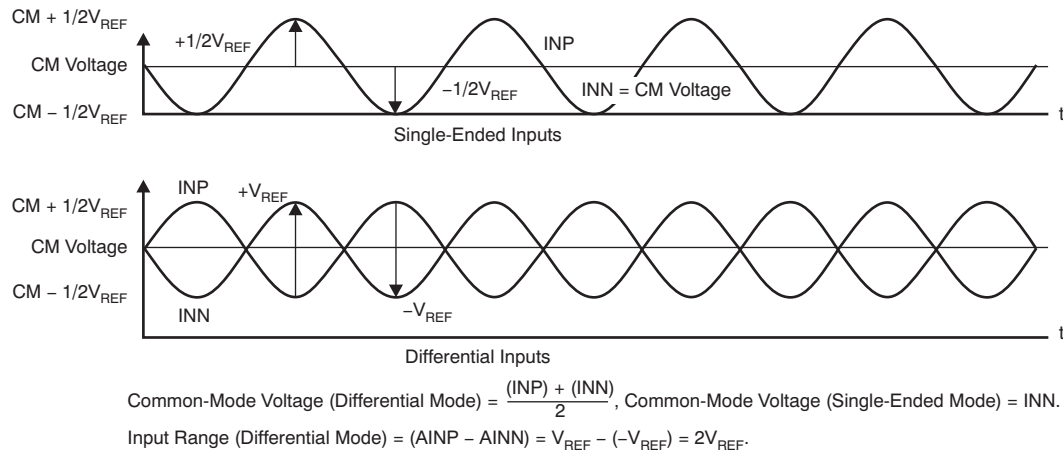 CM + 1/2VREF
+1/2VREF
INP
CM Voltage
−1/2VREF
INN = CM Voltage
CM − 1/2VREF
t
Single-Ended Inputs
INP
+VREF
CM + 1/2VREF
CM Voltage
CM − 1/2VREF
INN
−VREF
t
Differential Inputs
Common-Mode Voltage (Differential Mode) = (INP) + (INN) / 2, Common-Mode Voltage (Single-Ended Mode) = INN.
Input Range (Differential Mode) = (AINP − AINN) = VREF − (−VREF) = 2VREF.